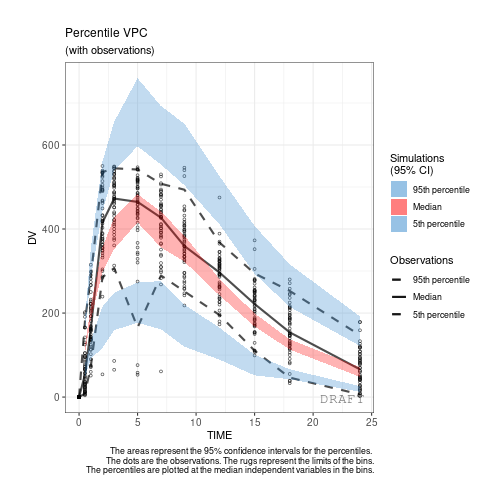 Percentile VPC
(with observations)
600
400
200
0
DV
0
5
10
15
20
25
TIME
DRAFT
Simulations
(95% CI)
95th percentile
Median
5th percentile
Observations
95th percentile
Median
5th percentile
The areas represent the 95% confidence intervals for the percentiles.
The dots are the observations. The rugs represent the limits of the bins.
The percentiles are plotted at the median independent variables in the bins.